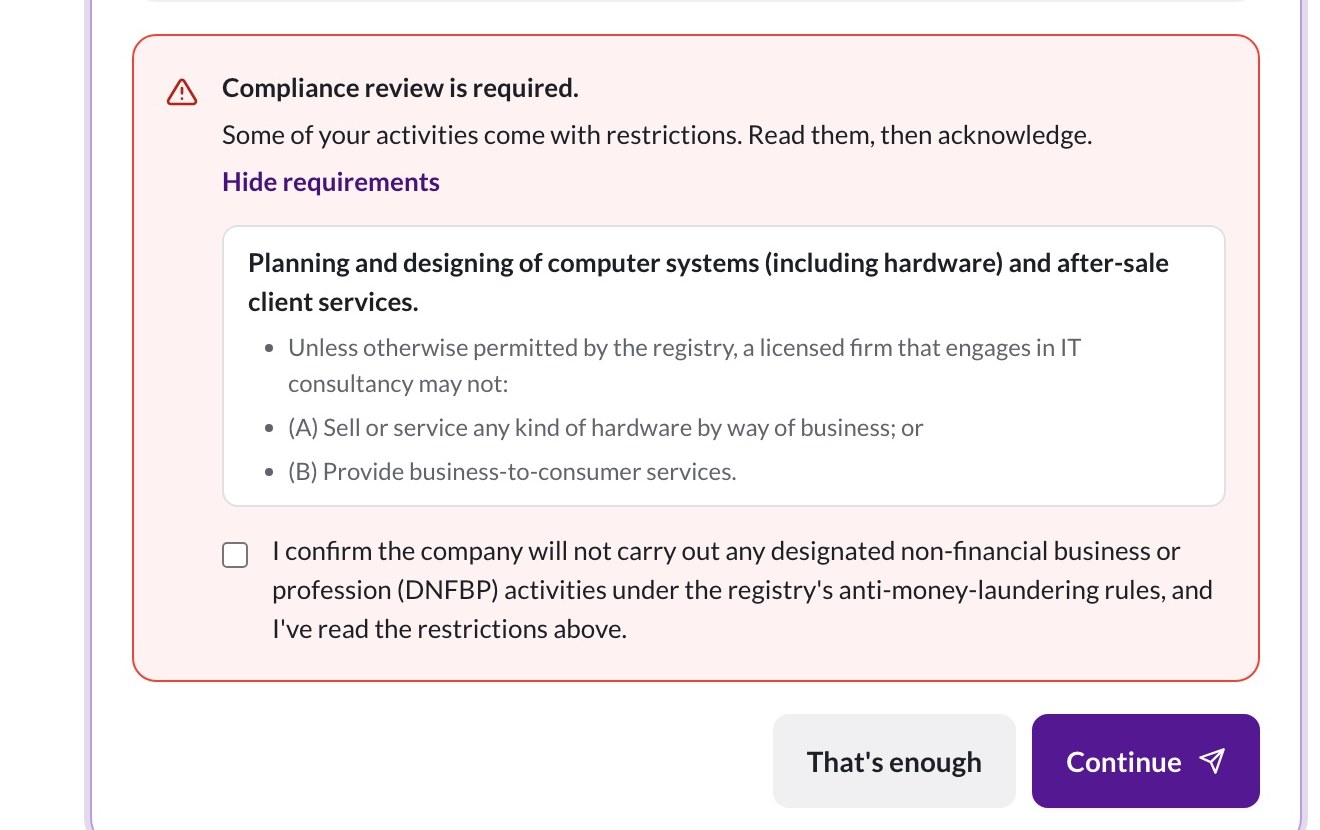 Compliance review is required.
Some of your activities come with restrictions. Read them, then acknowledge.
Hide requirements
Planning and designing of computer systems (including hardware) and after-sale
client services.
• Unless otherwise permitted by the registry, a licensed firm that engages in IT
consultancy may not:
• (A) Sell or service any kind of hardware by way of business; or
• (B) Provide business-to-consumer services.
I confirm the company will not carry out any designated non-financial business or
profession (DNFBP) activities under the registry's anti-money-laundering rules, and
I've read the restrictions above.
That's enough
Continue